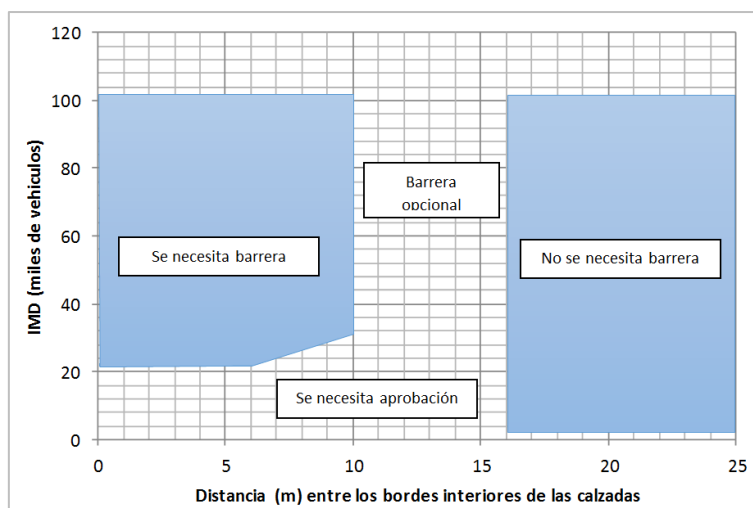 120
100
80
60
40
20
0
IMD (miles de vehiculos)
Barrera
opcional
Se necesita barrera
No se necesita barrera
Se necesita aprobación
0 5 10 15 20 25
Distancia (m) entre los bordes interiores de las calzadas